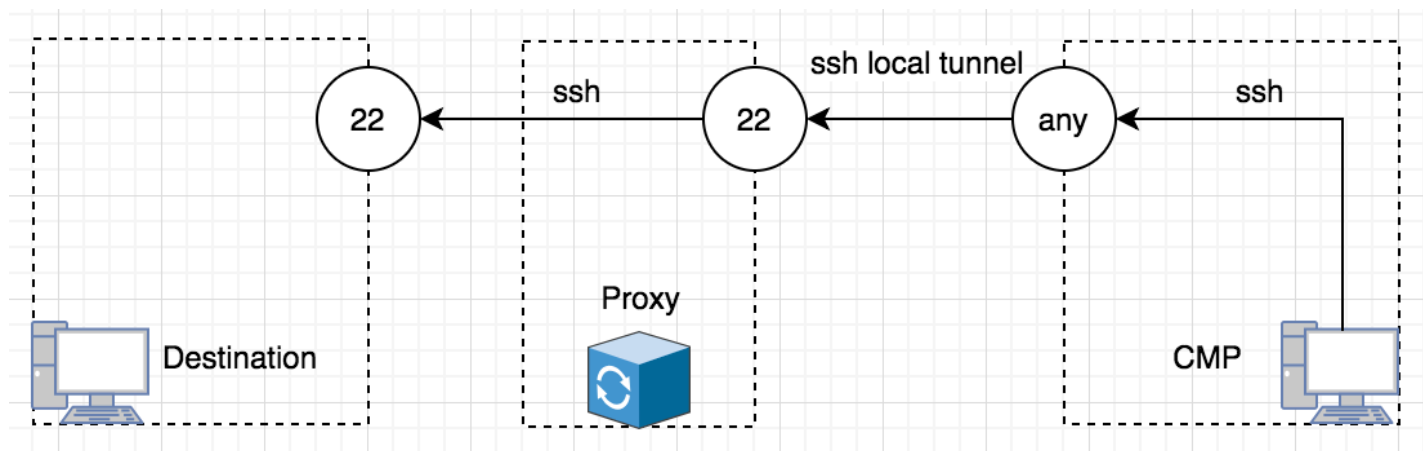 ssh local tunnel
ssh
ssh
22
22
any
Proxy
Destination
CMP